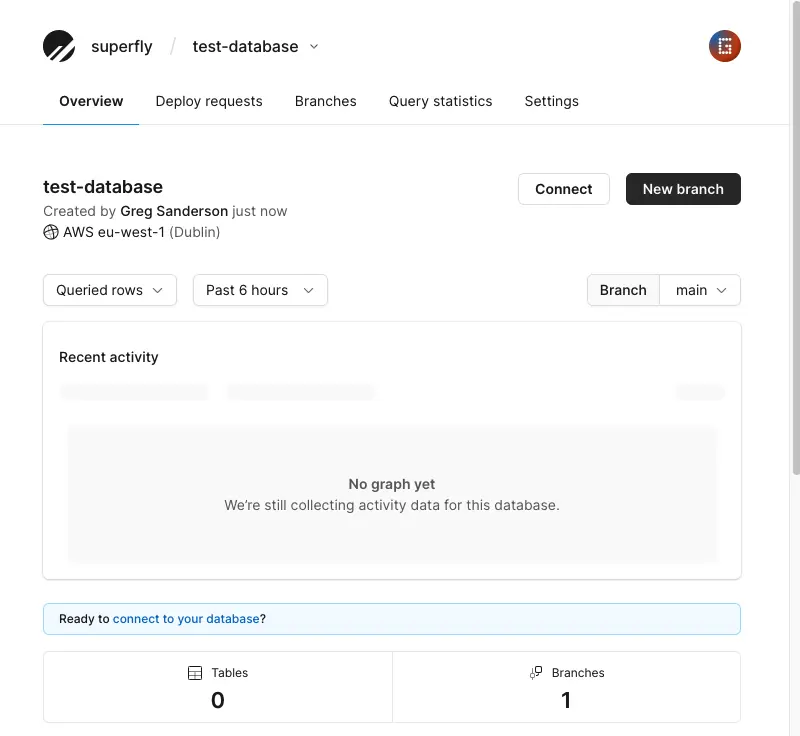 superfly / test-database
Overview Deploy requests Branches Query statistics Settings
test-database
Connect New branch
Created by Greg Sanderson just now
AWS eu-west-1 (Dublin)
Queried rows Past 6 hours Branch main
Recent activity
No graph yet
We’re still collecting activity data for this database.
Ready to connect to your database?
Tables Branches
0 1